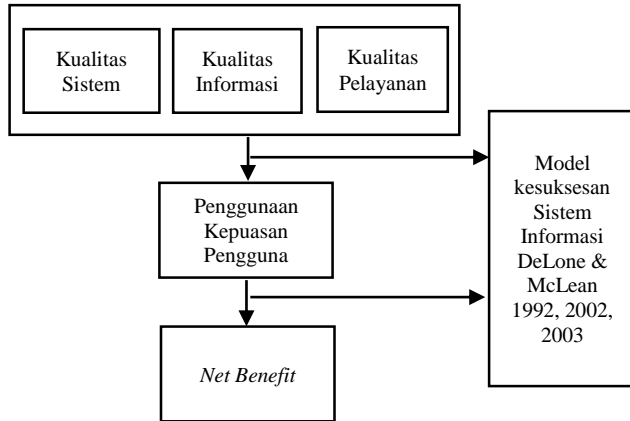 Kualitas
Sistem
Kualitas
Informasi
Kualitas
Pelayanan
Penggunaan
Kepuasan
Pengguna
Model
kesuksesan
Sistem
Informasi
DeLone &
McLean
1992, 2002,
2003
Net Benefit